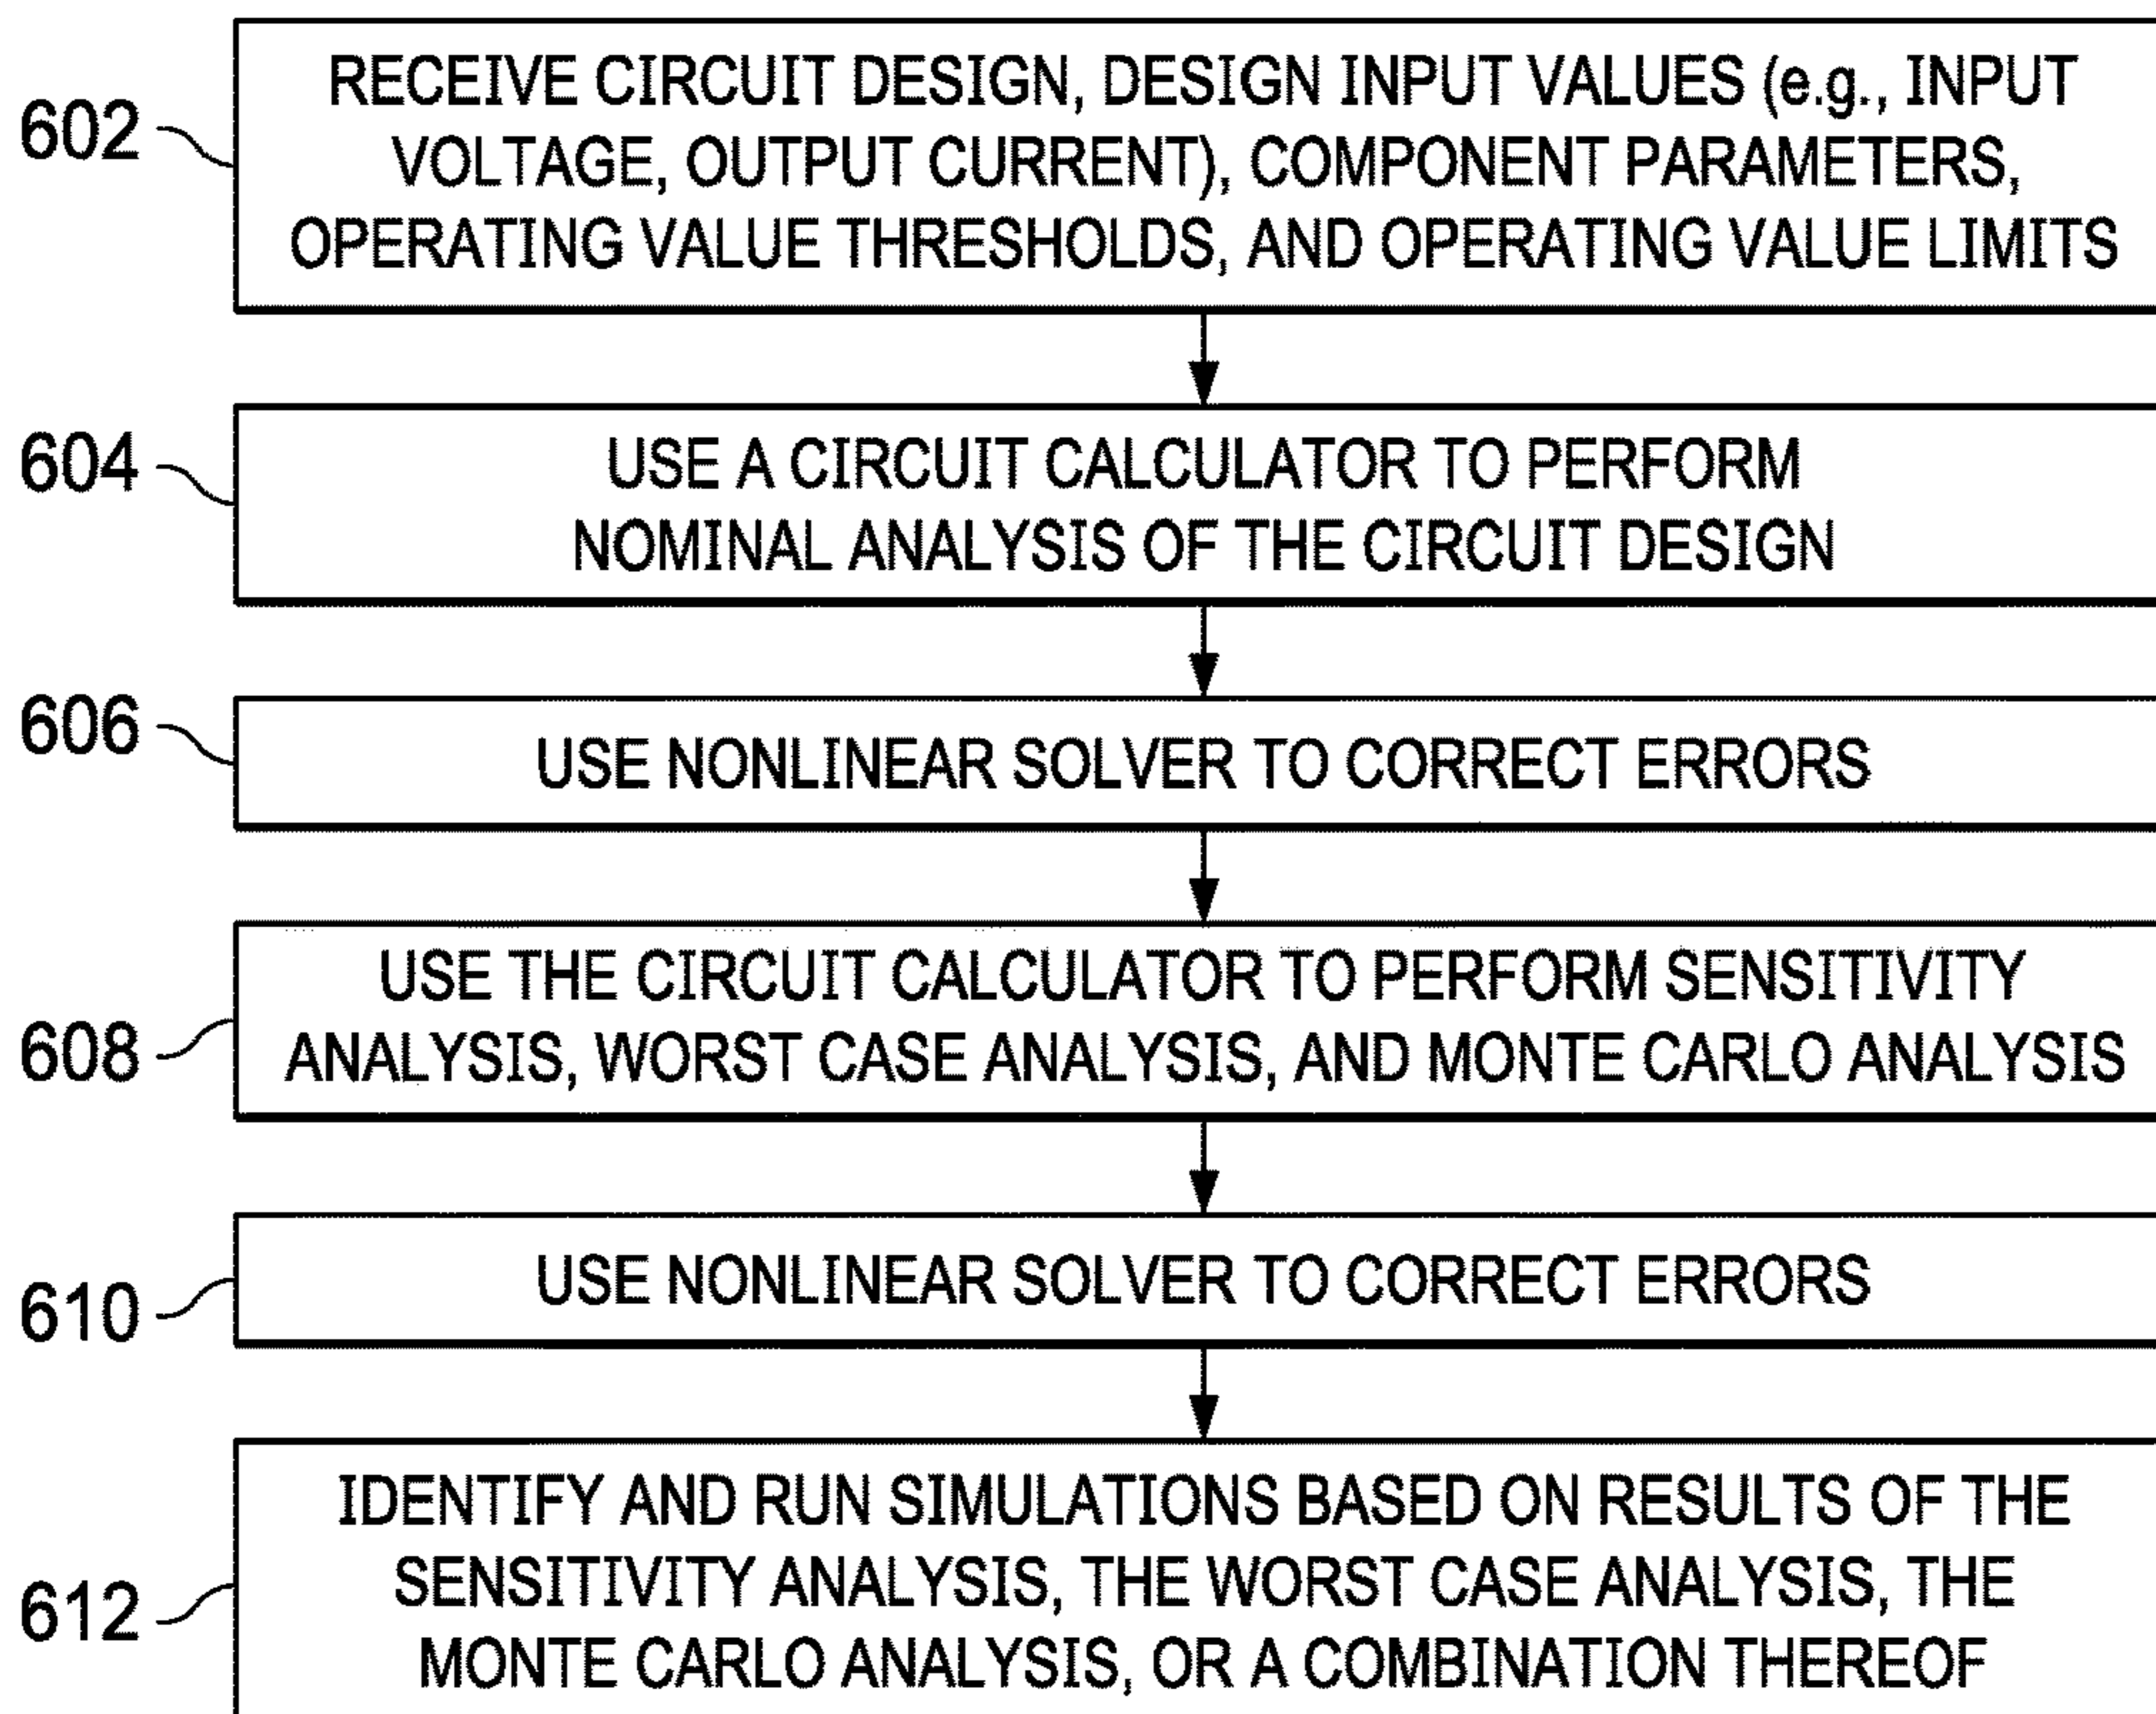 602
RECEIVE CIRCUIT DESIGN, DESIGN INPUT VALUES (e.g., INPUT
VOLTAGE, OUTPUT CURRENT), COMPONENT PARAMETERS,
OPERATING VALUE THRESHOLDS, AND OPERATING VALUE LIMITS
604
USE A CIRCUIT CALCULATOR TO PERFORM
NOMINAL ANALYSIS OF THE CIRCUIT DESIGN
606
USE NONLINEAR SOLVER TO CORRECT ERRORS
608
USE THE CIRCUIT CALCULATOR TO PERFORM SENSITIVITY
ANALYSIS, WORST CASE ANALYSIS, AND MONTE CARLO ANALYSIS
610
USE NONLINEAR SOLVER TO CORRECT ERRORS
612
IDENTIFY AND RUN SIMULATIONS BASED ON RESULTS OF THE
SENSITIVITY ANALYSIS, THE WORST CASE ANALYSIS, THE
MONTE CARLO ANALYSIS, OR A COMBINATION THEREOF